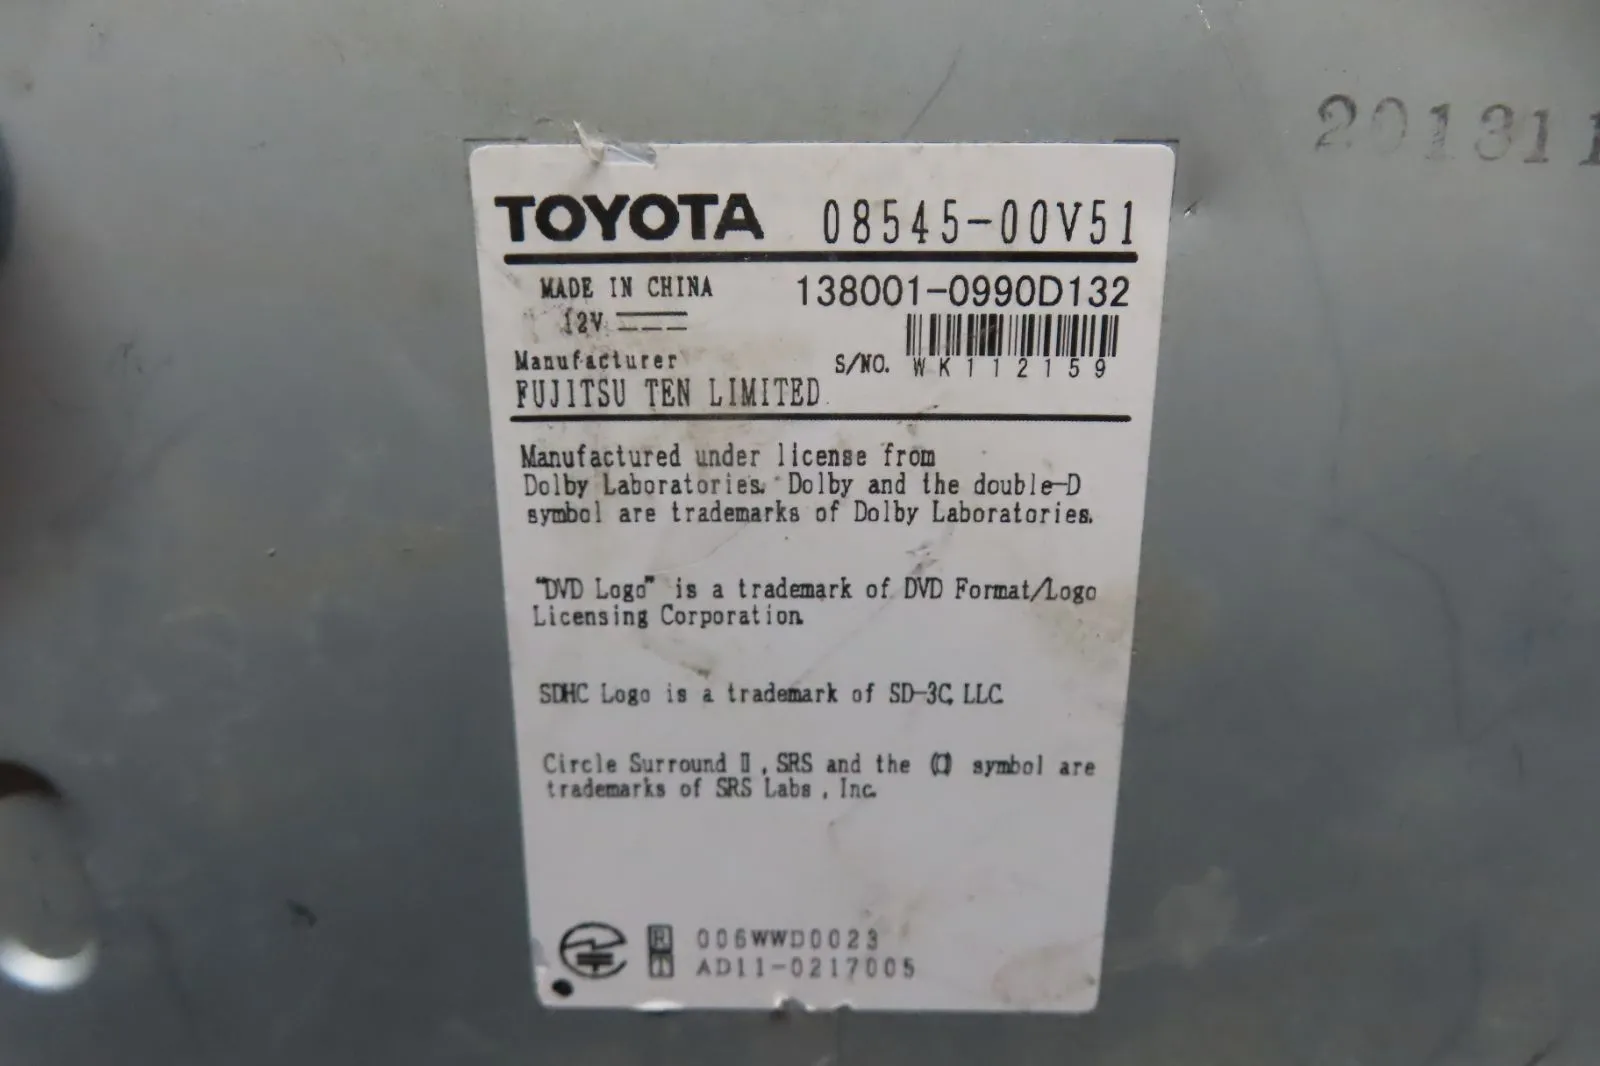 201311
TOYOTA 08545-00V51
MADE IN CHINA 138001-0990D132
12V
Manufacturer S/NO. WK112159
FUJITSU TEN LIMITED
Manufactured under license from
Dolby Laboratories. Dolby and the double-D
symbol are trademarks of Dolby Laboratories.
"DVD Logo" is a trademark of DVD Format/Logo
Licensing Corporation.
SDHC Logo is a trademark of SD-3C, LLC.
Circle Surround II, SRS and the (O) symbol are
trademarks of SRS Labs, Inc.
R 006WWD0023
T AD11-0217005